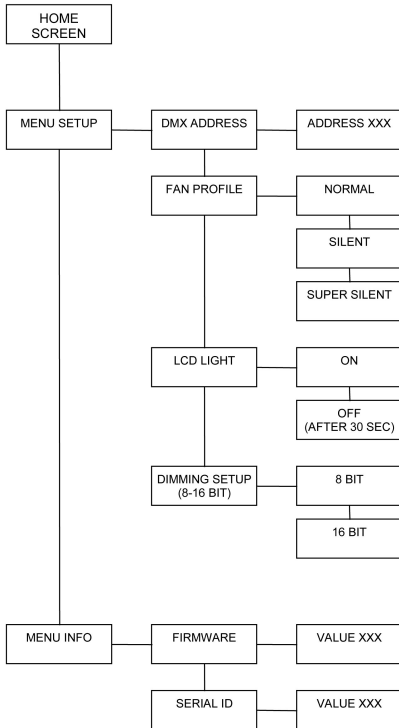 HOME
SCREEN
MENU SETUP
DMX ADDRESS
ADDRESS XXX
FAN PROFILE
NORMAL
SILENT
SUPER SILENT
LCD LIGHT
ON
OFF
(AFTER 30 SEC)
DIMMING SETUP
(8-16 BIT)
8 BIT
16 BIT
MENU INFO
FIRMWARE
VALUE XXX
SERIAL ID
VALUE XXX